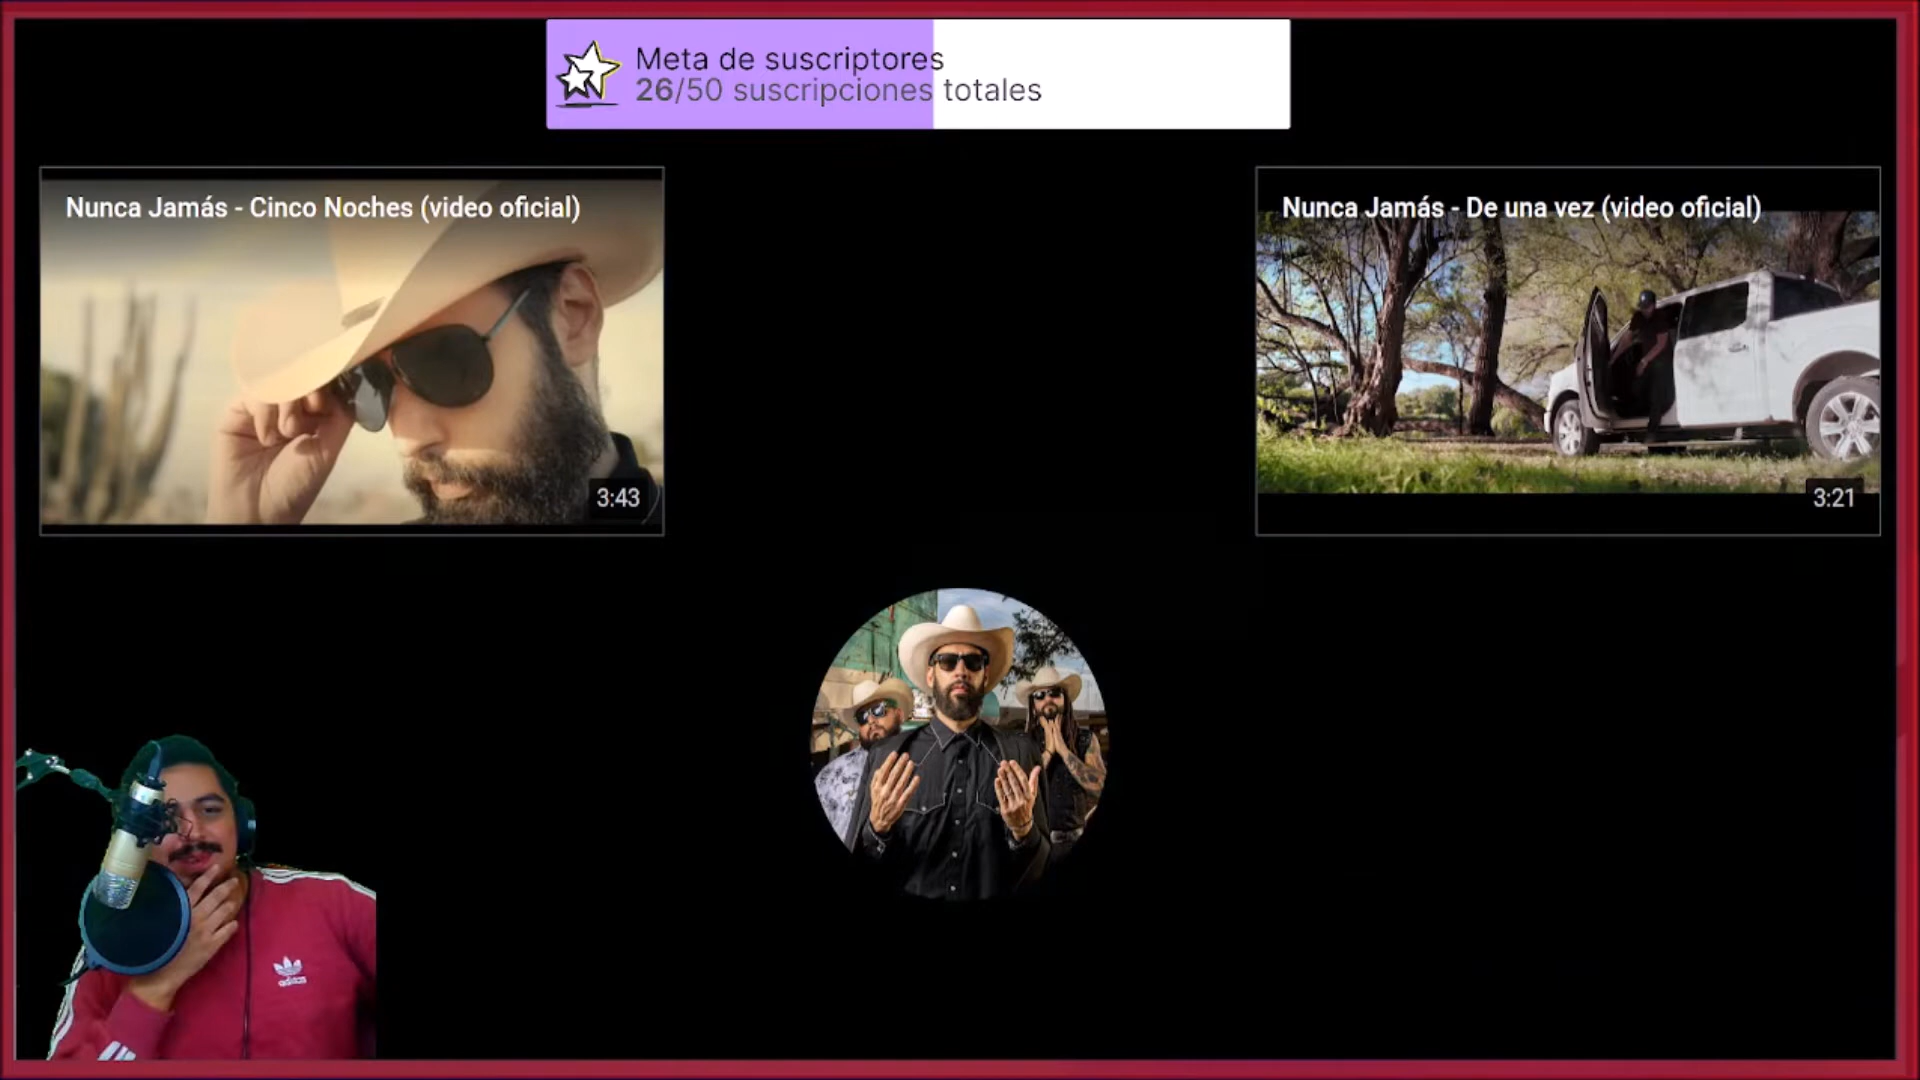 Meta de suscriptores
26/50 suscripciones totales
Nunca Jamás - Cinco Noches (video oficial)
3:43
Nunca Jamás - De una vez (video oficial)
3:21
adidas